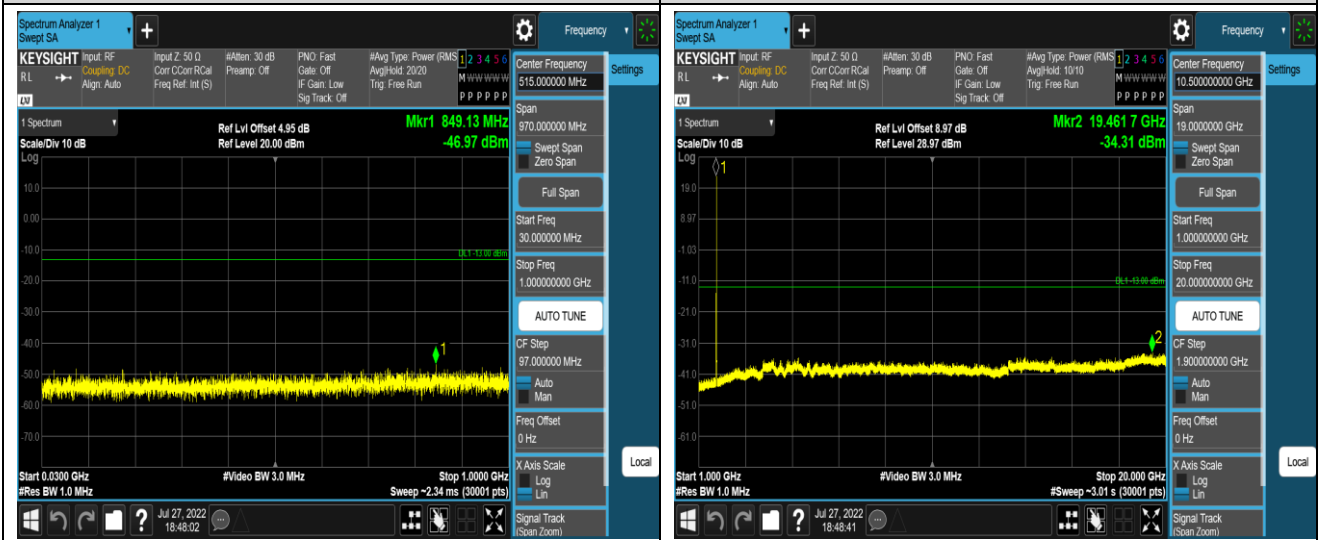 Spectrum Analyzer 1
Swept SA
+
Frequency
KEYSIGHT
RL
LXI
Input: RF
Coupling: DC
Align: Auto
Input Z: 50 Ω
Corr CCorr RCal
Freq Ref: Int (S)
#Atten: 30 dB
Preamp: Off
PNO: Fast
Gate: Off
IF Gain: Low
Sig Track: Off
#Avg Type: Power (RMS
Avg|Hold: 20/20
Trig: Free Run
1 2 3 4 5 6
M W W W W W
P P P P P P
Center Frequency
515.000000 MHz
Settings
1 Spectrum
Scale/Div 10 dB
Log
Ref Lvl Offset 4.95 dB
Ref Level 20.00 dBm
Mkr1 849.13 MHz
-46.97 dBm
10.0
0.00
-10.0
-20.0
-30.0
-40.0
-50.0
-60.0
-70.0
DL1 -13.00 dBm
1
Span
970.000000 MHz
Swept Span
Zero Span
Full Span
Start Freq
30.000000 MHz
Stop Freq
1.000000000 GHz
AUTO TUNE
CF Step
97.000000 MHz
Auto
Man
Freq Offset
0 Hz
X Axis Scale
Log
Lin
Signal Track
(Span Zoom)
Local
Start 0.0300 GHz
#Res BW 1.0 MHz
#Video BW 3.0 MHz
Stop 1.0000 GHz
Sweep ~2.34 ms (30001 pts)
?
Jul 27, 2022
18:48:02
Spectrum Analyzer 1
Swept SA
+
Frequency
KEYSIGHT
RL
LXI
Input: RF
Coupling: DC
Align: Auto
Input Z: 50 Ω
Corr CCorr RCal
Freq Ref: Int (S)
#Atten: 30 dB
Preamp: Off
PNO: Fast
Gate: Off
IF Gain: Low
Sig Track: Off
#Avg Type: Power (RMS
Avg|Hold: 10/10
Trig: Free Run
1 2 3 4 5 6
M W W W W W
P P P P P P
Center Frequency
10.500000000 GHz
Settings
1 Spectrum
Scale/Div 10 dB
Log
Ref Lvl Offset 8.97 dB
Ref Level 28.97 dBm
Mkr2 19.461 7 GHz
-34.31 dBm
1
19.0
8.97
-1.03
-11.0
-21.0
-31.0
-41.0
-51.0
-61.0
DL1 -13.00 dBm
2
Span
19.0000000 GHz
Swept Span
Zero Span
Full Span
Start Freq
1.000000000 GHz
Stop Freq
20.000000000 GHz
AUTO TUNE
CF Step
1.900000000 GHz
Auto
Man
Freq Offset
0 Hz
X Axis Scale
Log
Lin
Signal Track
(Span Zoom)
Local
Start 1.000 GHz
#Res BW 1.0 MHz
#Video BW 3.0 MHz
Stop 20.000 GHz
#Sweep ~3.01 s (30001 pts)
?
Jul 27, 2022
18:48:41